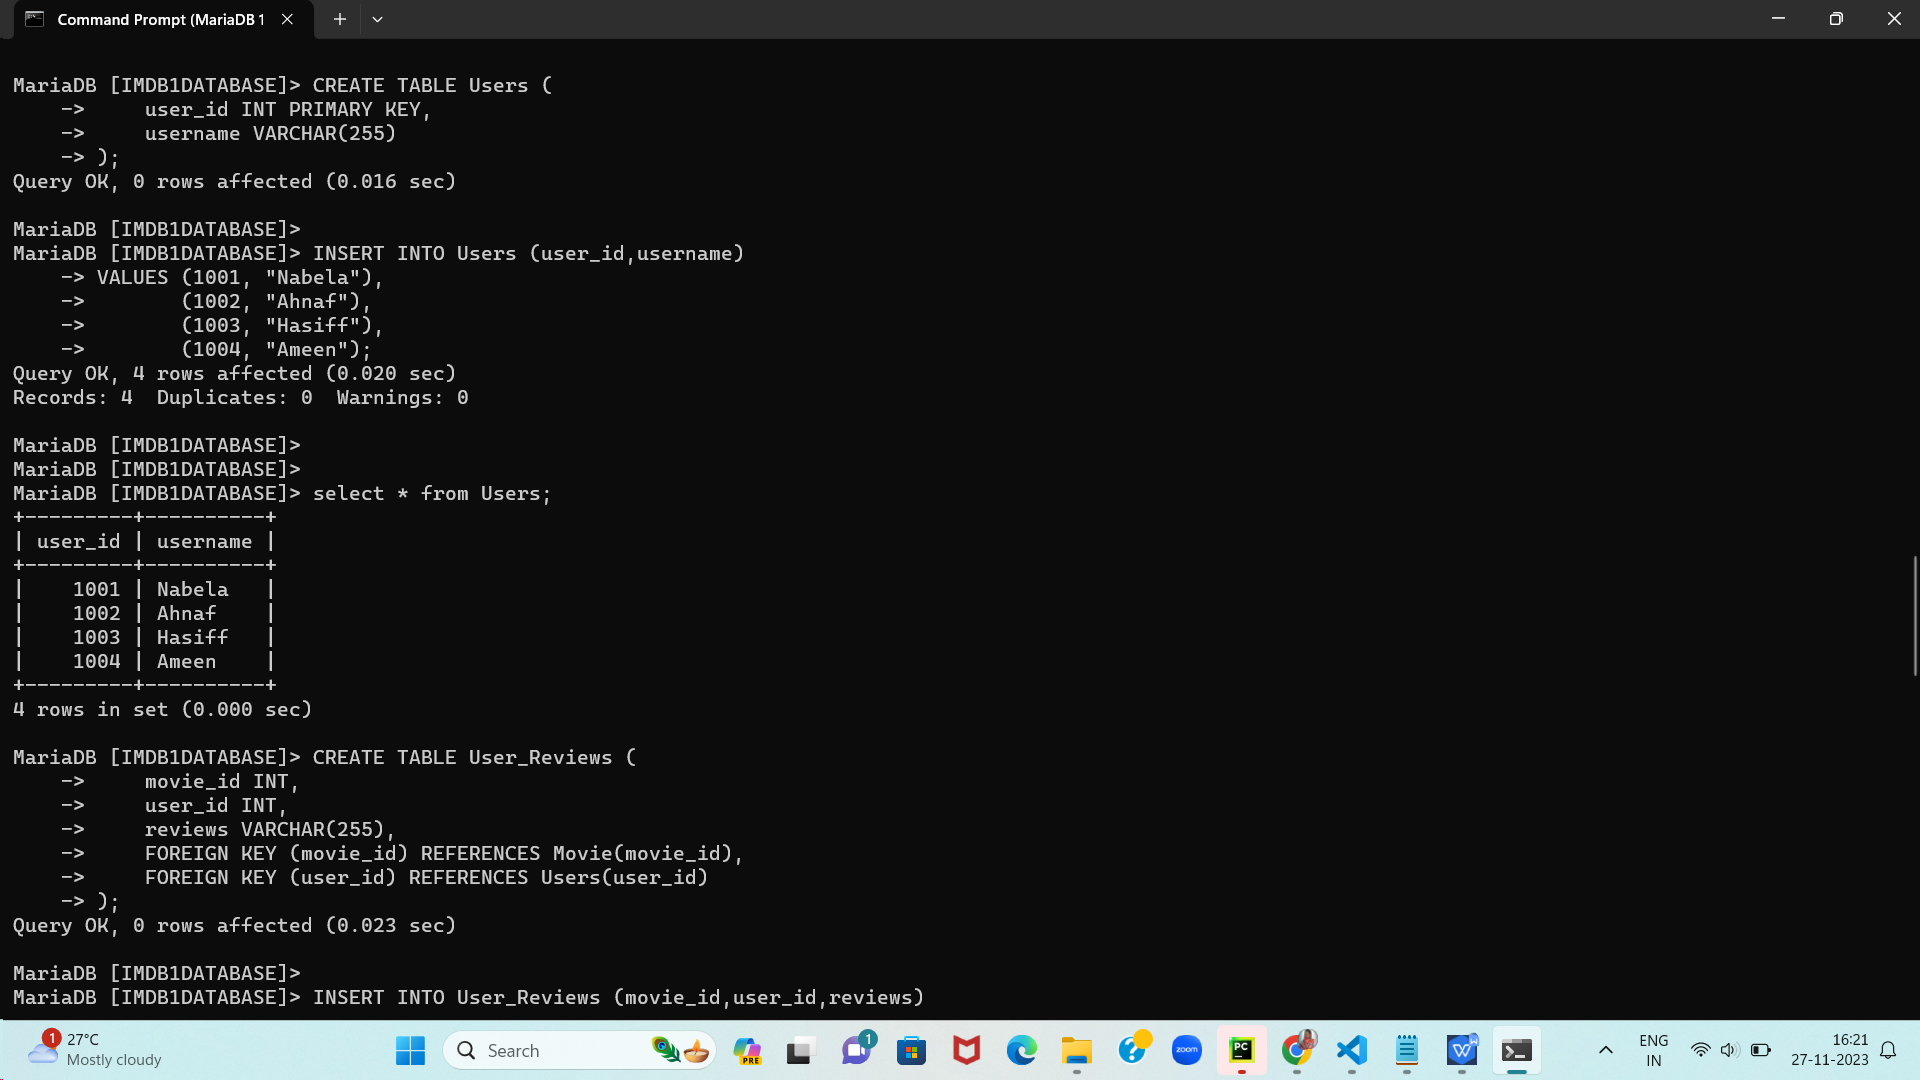 Command Prompt (MariaDB 1
MariaDB [IMDB1DATABASE]> CREATE TABLE Users (
    ->     user_id INT PRIMARY KEY,
    ->     username VARCHAR(255)
    -> );
Query OK, 0 rows affected (0.016 sec)
MariaDB [IMDB1DATABASE]>
MariaDB [IMDB1DATABASE]> INSERT INTO Users (user_id,username)
    -> VALUES (1001, "Nabela"),
    ->        (1002, "Ahnaf"),
    ->        (1003, "Hasiff"),
    ->        (1004, "Ameen");
Query OK, 4 rows affected (0.020 sec)
Records: 4  Duplicates: 0  Warnings: 0
MariaDB [IMDB1DATABASE]>
MariaDB [IMDB1DATABASE]>
MariaDB [IMDB1DATABASE]> select * from Users;
+---------+----------+
| user_id | username |
+---------+----------+
|    1001 | Nabela   |
|    1002 | Ahnaf    |
|    1003 | Hasiff   |
|    1004 | Ameen    |
+---------+----------+
4 rows in set (0.000 sec)
MariaDB [IMDB1DATABASE]> CREATE TABLE User_Reviews (
    ->     movie_id INT,
    ->     user_id INT,
    ->     reviews VARCHAR(255),
    ->     FOREIGN KEY (movie_id) REFERENCES Movie(movie_id),
    ->     FOREIGN KEY (user_id) REFERENCES Users(user_id)
    -> );
Query OK, 0 rows affected (0.023 sec)
MariaDB [IMDB1DATABASE]>
MariaDB [IMDB1DATABASE]> INSERT INTO User_Reviews (movie_id,user_id,reviews)
1
27°C
Mostly cloudy
Search
PRE
1
zoom
PC
W
ENG
IN
16:21
27-11-2023